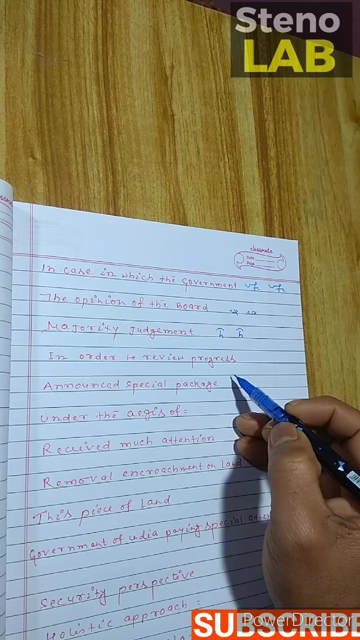 Steno
LAB
classmate
Date
Page
In case in which the Government
The opinion of the Board
Majority Judgement
In order to review progress
Announced special package
Under the aegis of =
Received much attention
Removal encroachment on land
This piece of land
Government of india paying special
Security perspective
Holistic approach :
SUBSCRIBE
PowerDirector